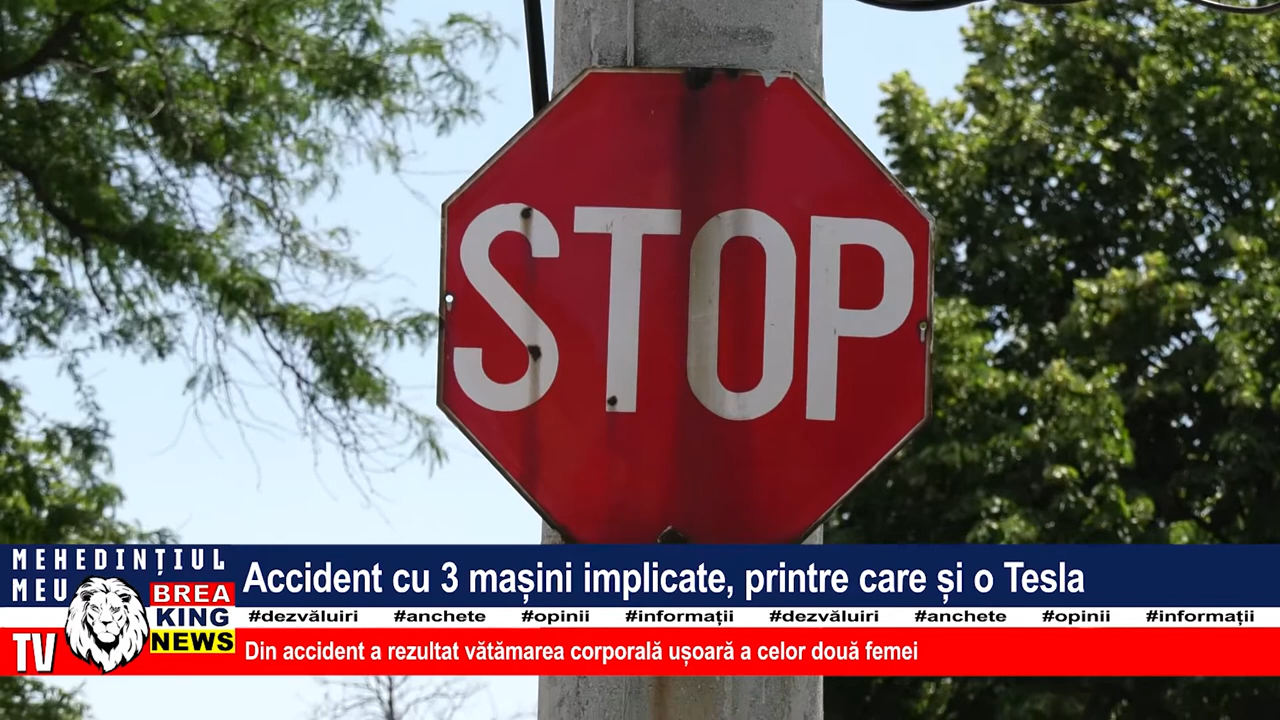 STOP
MEHEDINȚIUL
MEU
BREA
KING
NEWS
TV
Accident cu 3 mașini implicate, printre care și o Tesla
#dezvăluiri #anchete #opinii #informații #dezvăluiri #anchete #opinii #informații
Din accident a rezultat vătămarea corporală ușoară a celor două femei